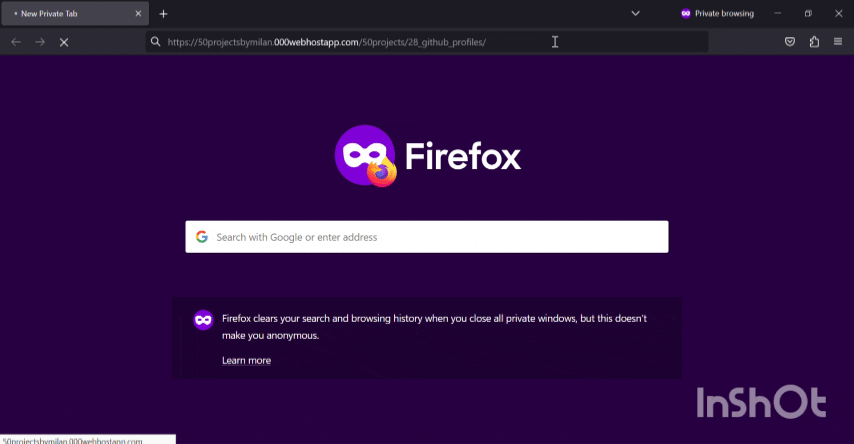 New Private Tab
Private browsing
https://50projectsbymilan.000webhostapp.com/50projects/28_github_profiles/
Firefox
Search with Google or enter address
Firefox clears your search and browsing history when you close all private windows, but this doesn't
make you anonymous.
Learn more
InShOt
50projectsbymilan.000webhostapp.com